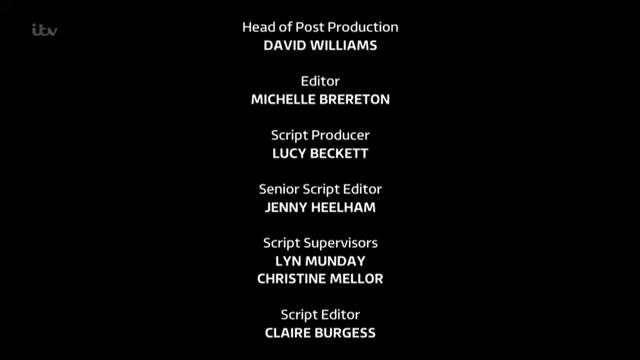 itv
Head of Post Production
DAVID WILLIAMS
Editor
MICHELLE BRERETON
Script Producer
LUCY BECKETT
Senior Script Editor
JENNY HEELHAM
Script Supervisors
LYN MUNDAY
CHRISTINE MELLOR
Script Editor
CLAIRE BURGESS